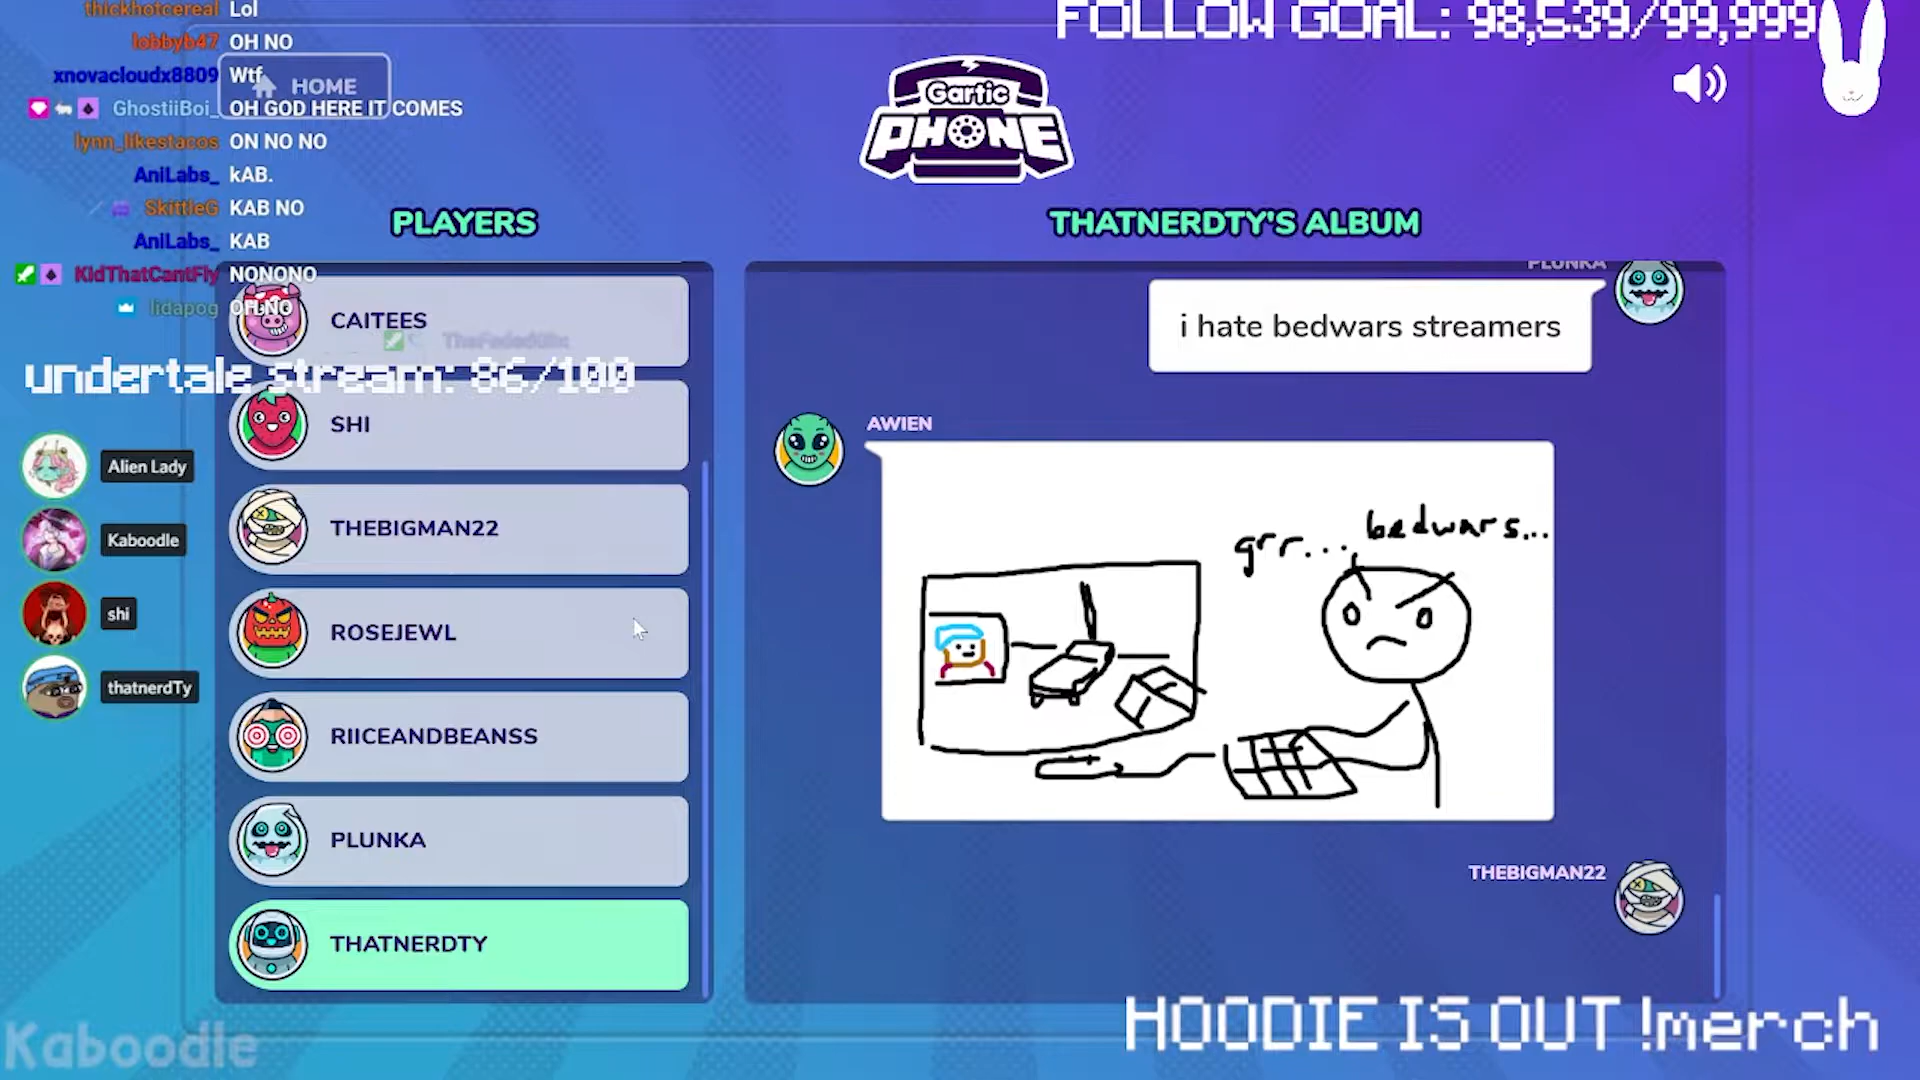 thickhotcereal Lol
FOLLOW GOAL: 98,539/99,999
lobbyb47 OH NO
xnovacloudx8809 Wtf
HOME
GhostiiBoi_ OH GOD HERE IT COMES
lynn_likestacos ON NO NO
AniLabs_ kAB.
SkittleG KAB NO
AniLabs_ KAB
KidThatCantFly NONONO
lidapog OH NO
Gartic
PHONE
PLAYERS
THATNERDTY'S ALBUM
CAITEES
undertale stream: 86/100
SHI
THEBIGMAN22
ROSEJEWL
RIICEANDBEANSS
PLUNKA
THATNERDTY
Alien Lady
Kaboodle
shi
thatnerdTy
PLUNKA
i hate bedwars streamers
AWIEN
grr... bedwars...
THEBIGMAN22
HOODIE IS OUT !merch
Kaboodle